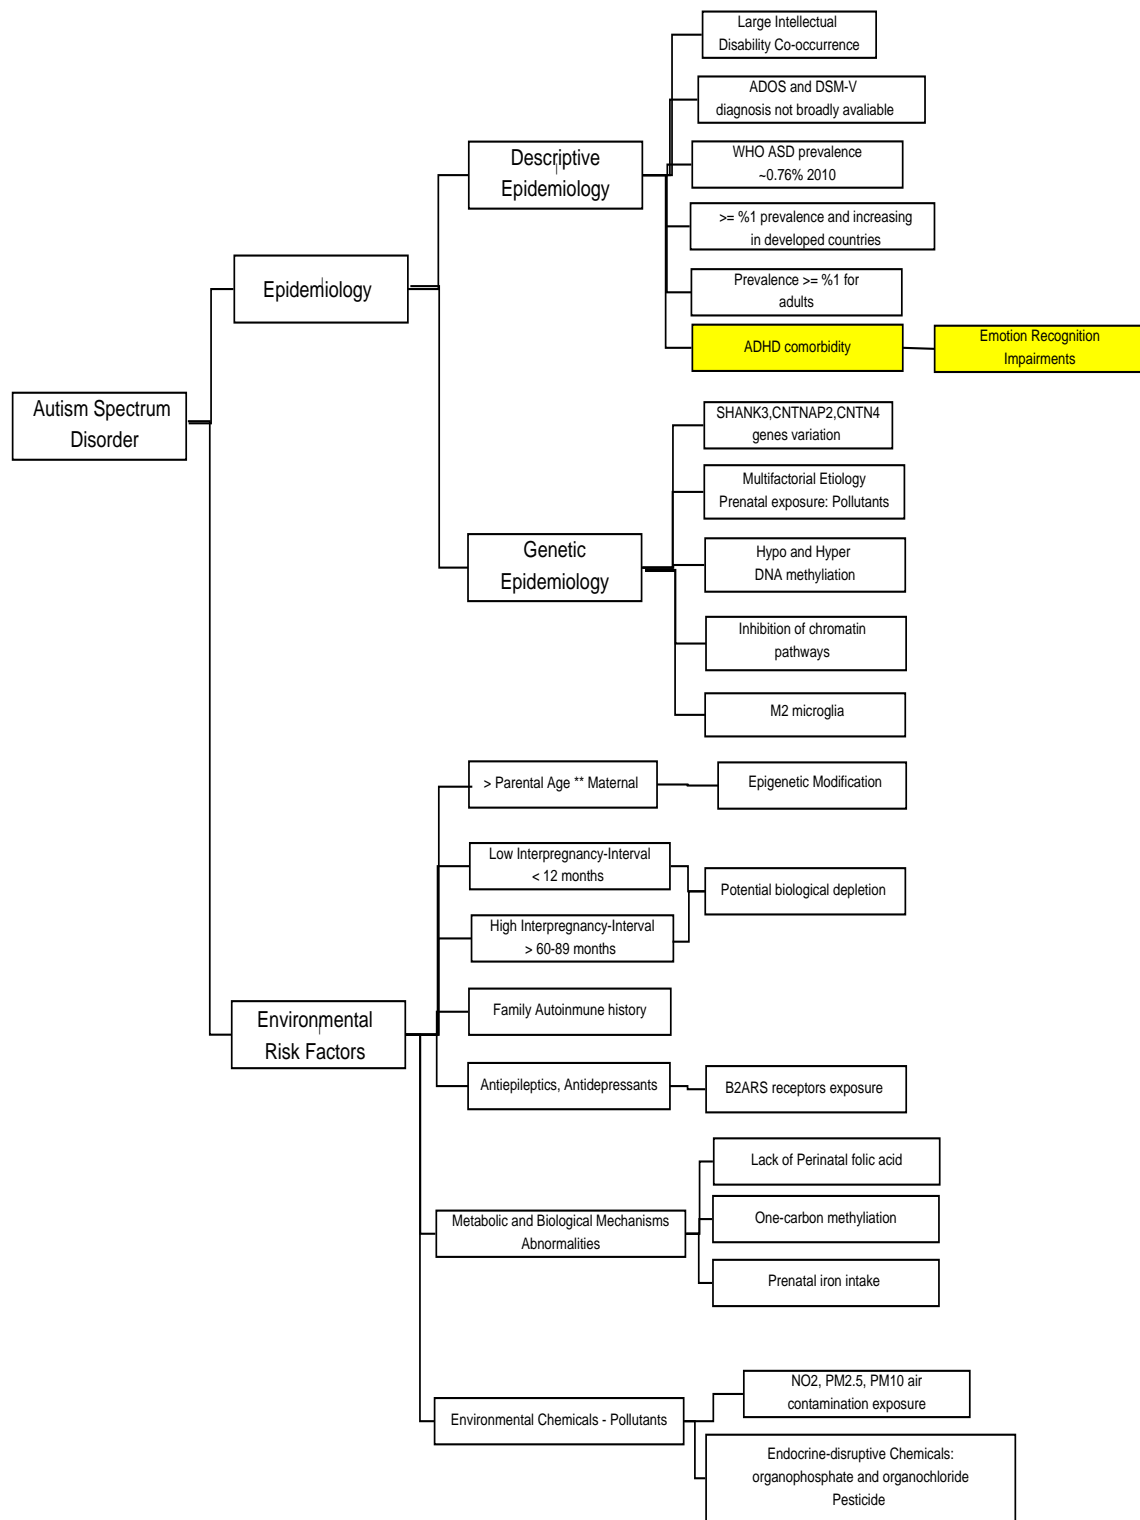 Large Intellectual
Disability Co-occurrence
ADOS and DSM-V
diagnosis not broadly avaliable
Descriptive
Epidemiology
WHO ASD prevalence
~0.76% 2010
>= %1 prevalence and increasing
in developed countries
Epidemiology
Prevalence >= %1 for
adults
ADHD comorbidity
Emotion Recognition
Impairments
Autism Spectrum
Disorder
SHANK3,CNTNAP2,CNTN4
genes variation
Multifactorial Etiology
Prenatal exposure: Pollutants
Genetic
Epidemiology
Hypo and Hyper
DNA methyliation
Inhibition of chromatin
pathways
M2 microglia
> Parental Age ** Maternal
Epigenetic Modification
Low Interpregnancy-Interval
< 12 months
Potential biological depletion
High Interpregnancy-Interval
> 60-89 months
Family Autoinmune history
Environmental
Risk Factors
Antiepileptics, Antidepressants
B2ARS receptors exposure
Lack of Perinatal folic acid
Metabolic and Biological Mechanisms
Abnormalities
One-carbon methyliation
Prenatal iron intake
NO2, PM2.5, PM10 air
contamination exposure
Environmental Chemicals - Pollutants
Endocrine-disruptive Chemicals:
organophosphate and organochloride
Pesticide